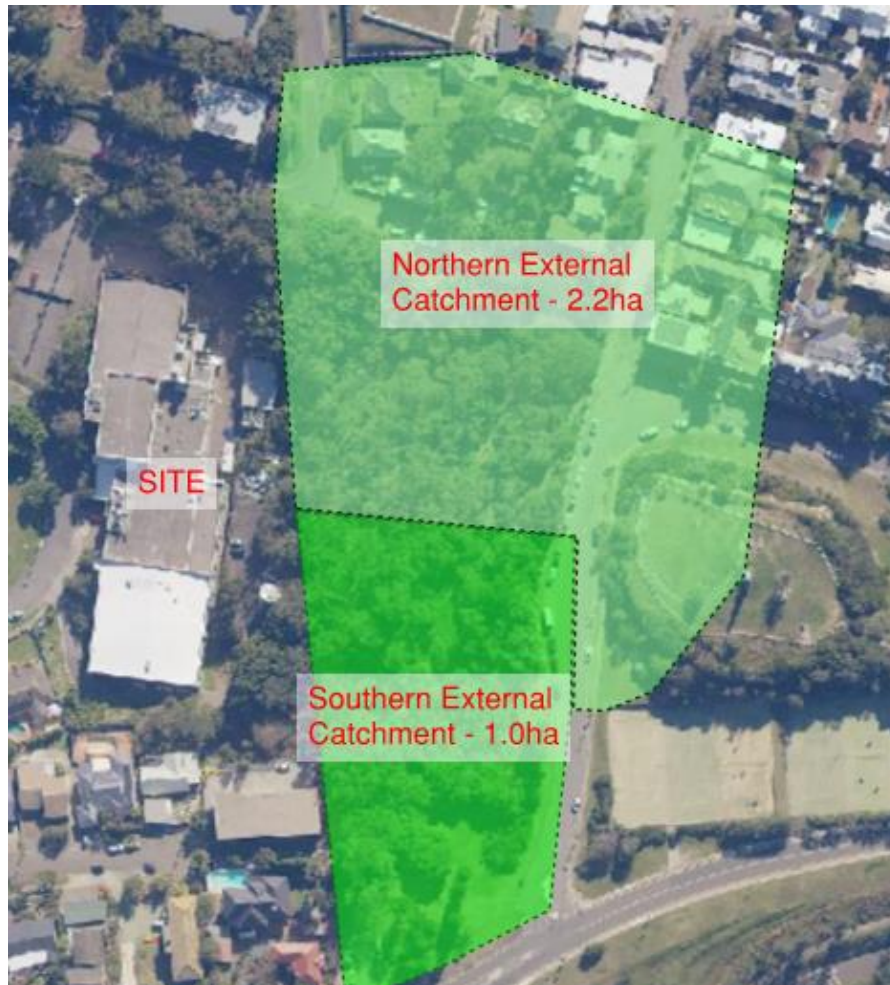 Northern External
Catchment - 2.2ha
SITE
Southern External
Catchment - 1.0ha